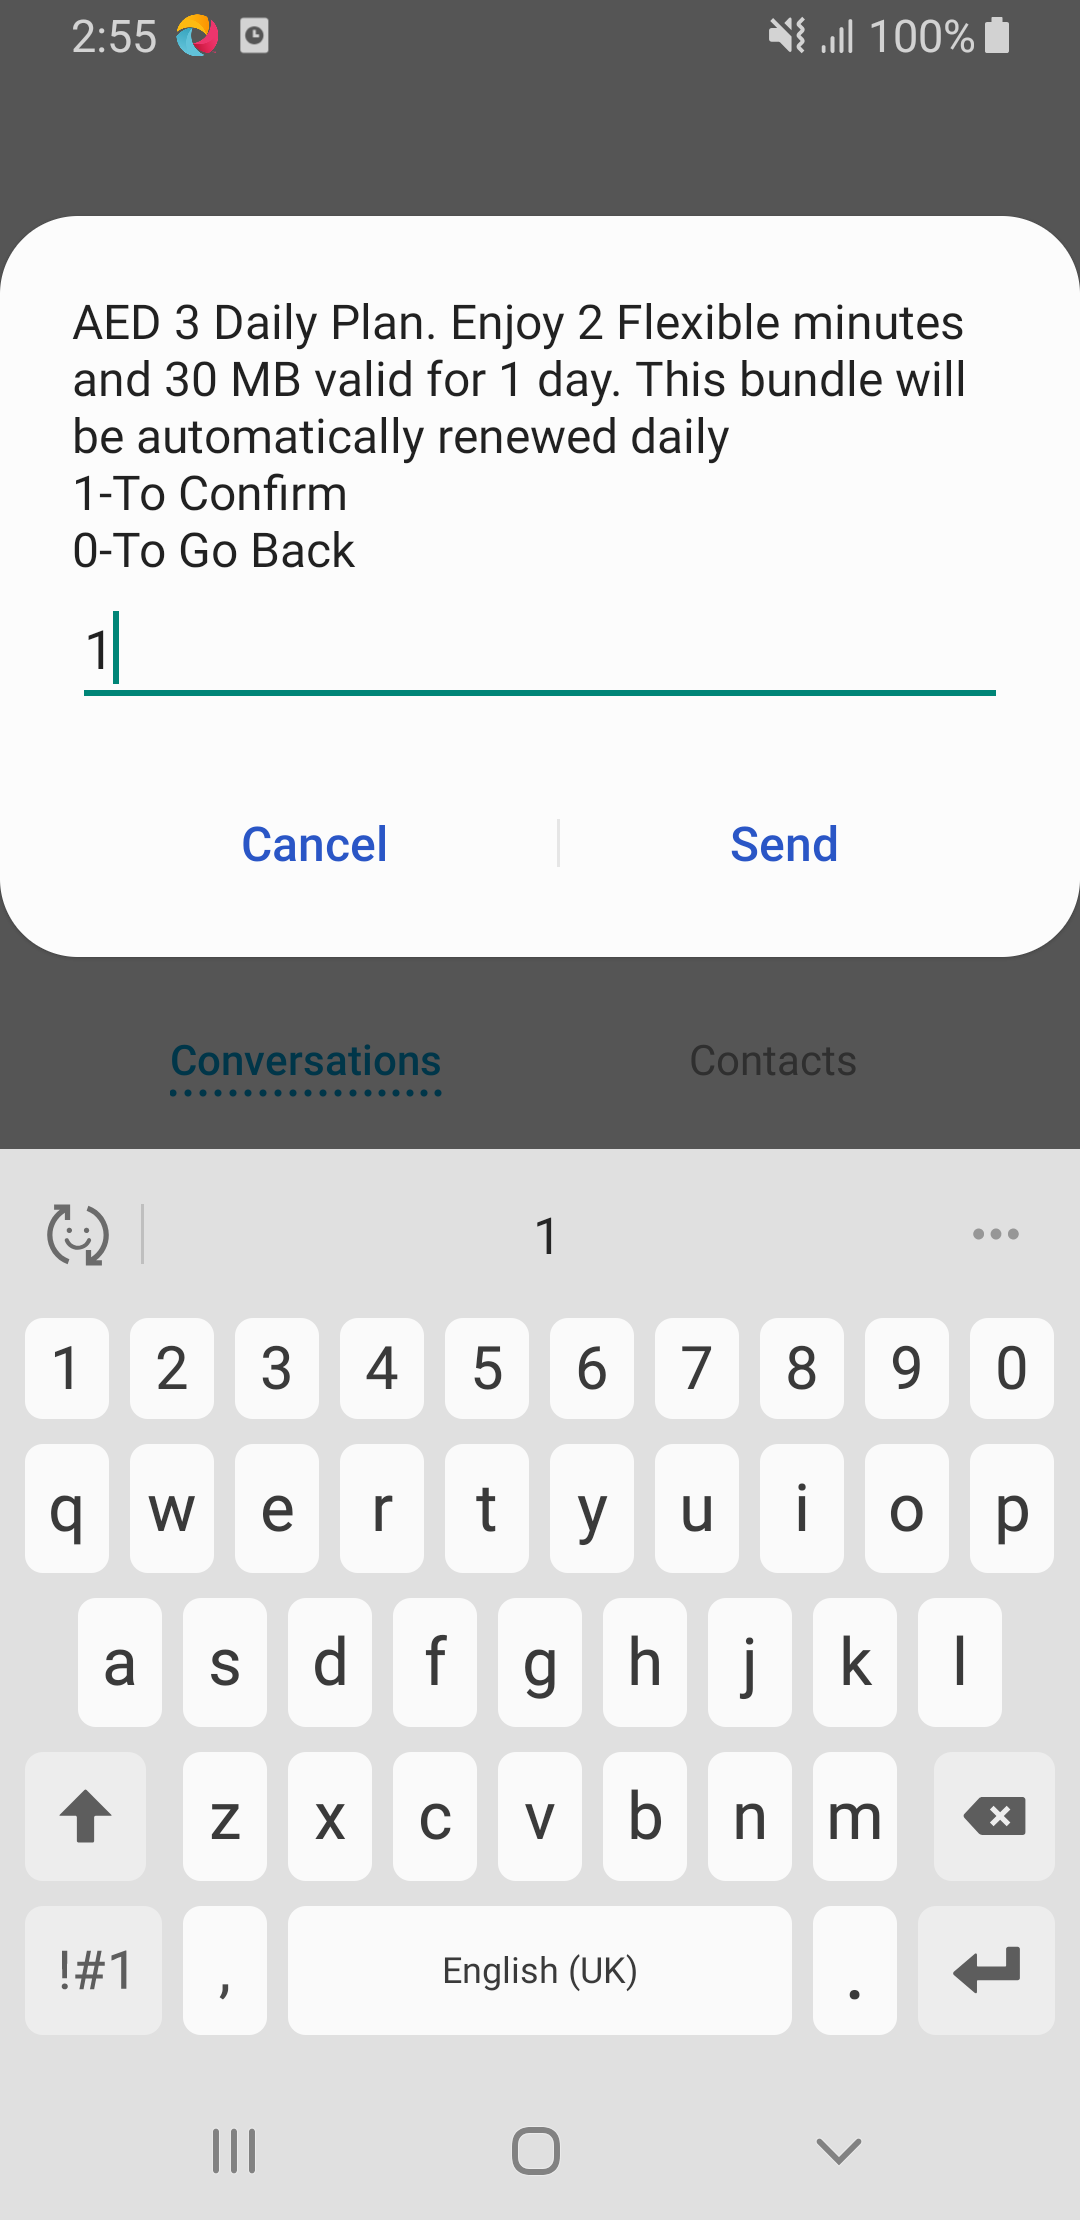 2:55
100%
AED 3 Daily Plan. Enjoy 2 Flexible minutes
and 30 MB valid for 1 day. This bundle will
be automatically renewed daily
1-To Confirm
0-To Go Back
1
Cancel Send
Conversations Contacts
1
1 2 3 4 5 6 7 8 9 0
q w e r t y u i o p
a s d f g h j k l
z x c v b n m
!#1 , English (UK) .